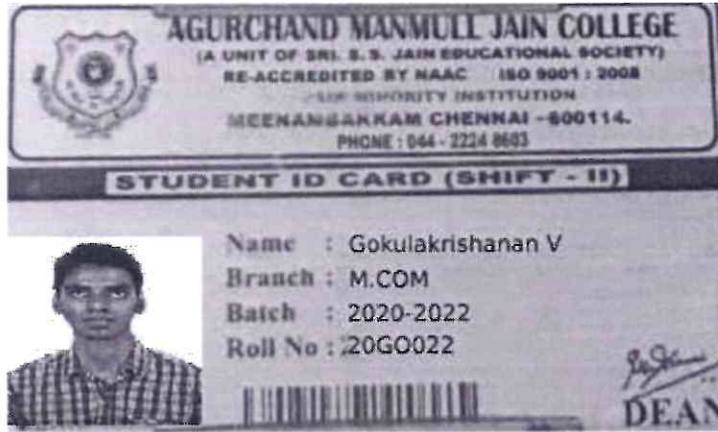 AGURCHAND MANMULL JAIN COLLEGE
(A UNIT OF SRI. S. S. JAIN EDUCATIONAL SOCIETY)
RE-ACCREDITED BY NAAC ISO 9001 : 2008
MINORITY INSTITUTION
MEENAMBAKKAM CHENNAI -600114.
PHONE : 044 - 2224 8603
STUDENT ID CARD (SHIFT - II)
Name : Gokulakrishanan V
Branch : M.COM
Batch : 2020-2022
Roll No : 20GO022
DEAN